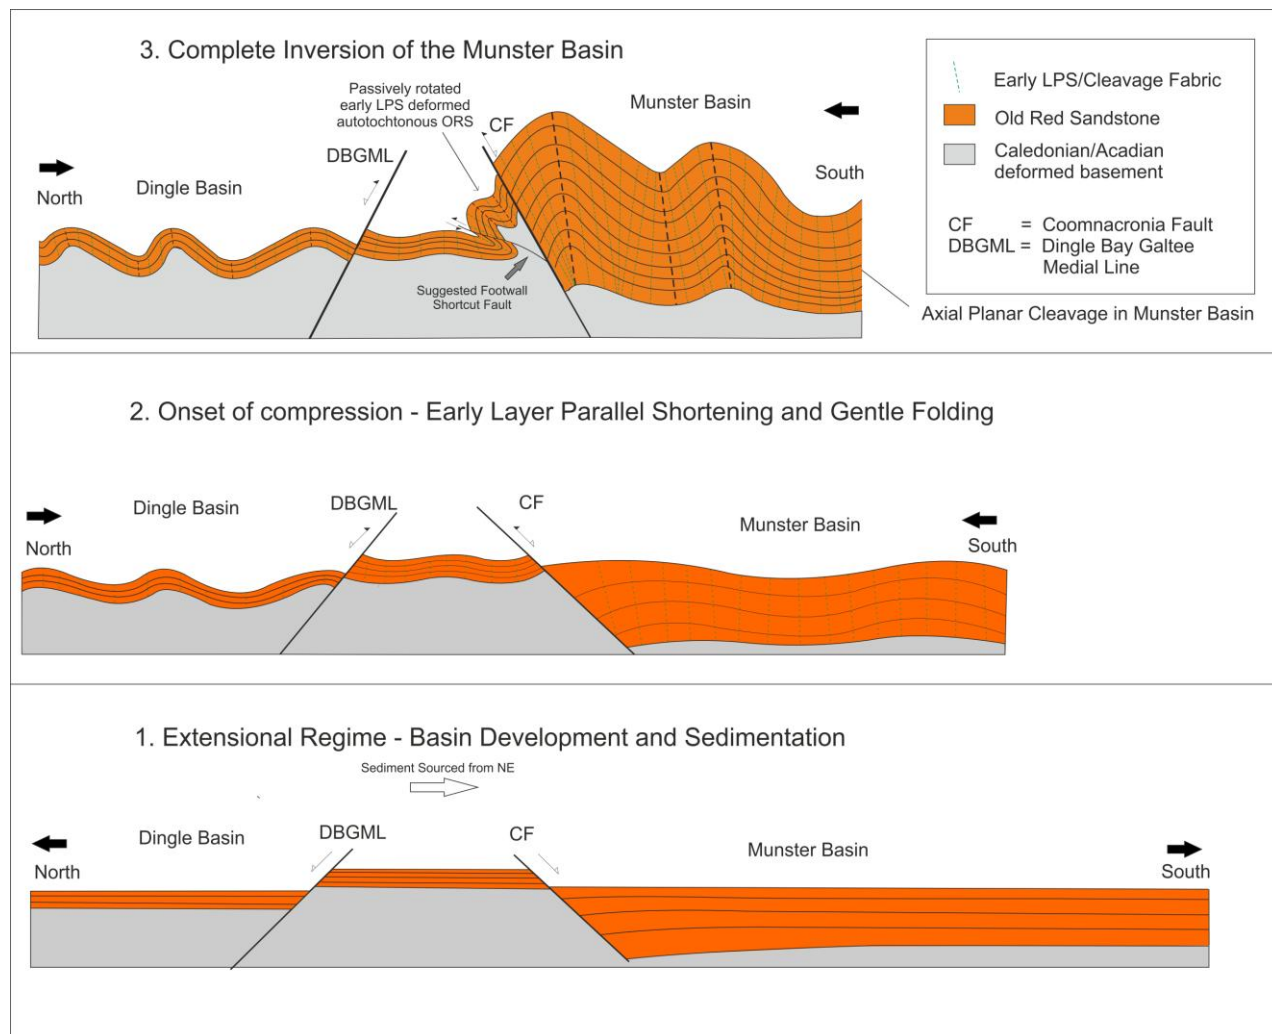 3. Complete Inversion of the Munster Basin
Passively rotated
early LPS deformed
autotochtonous ORS
CF
Munster Basin
DBGML
North
Dingle Basin
South
Suggested Footwall
Shortcut Fault
Early LPS/Cleavage Fabric
Old Red Sandstone
Caledonian/Acadian
deformed basement
CF = Coomnacronia Fault
DBGML = Dingle Bay Galtee
Medial Line
Axial Planar Cleavage in Munster Basin
2. Onset of compression - Early Layer Parallel Shortening and Gentle Folding
Dingle Basin
DBGML
CF
Munster Basin
North
South
1. Extensional Regime - Basin Development and Sedimentation
Sediment Sourced from NE
Dingle Basin
DBGML
CF
Munster Basin
North
South